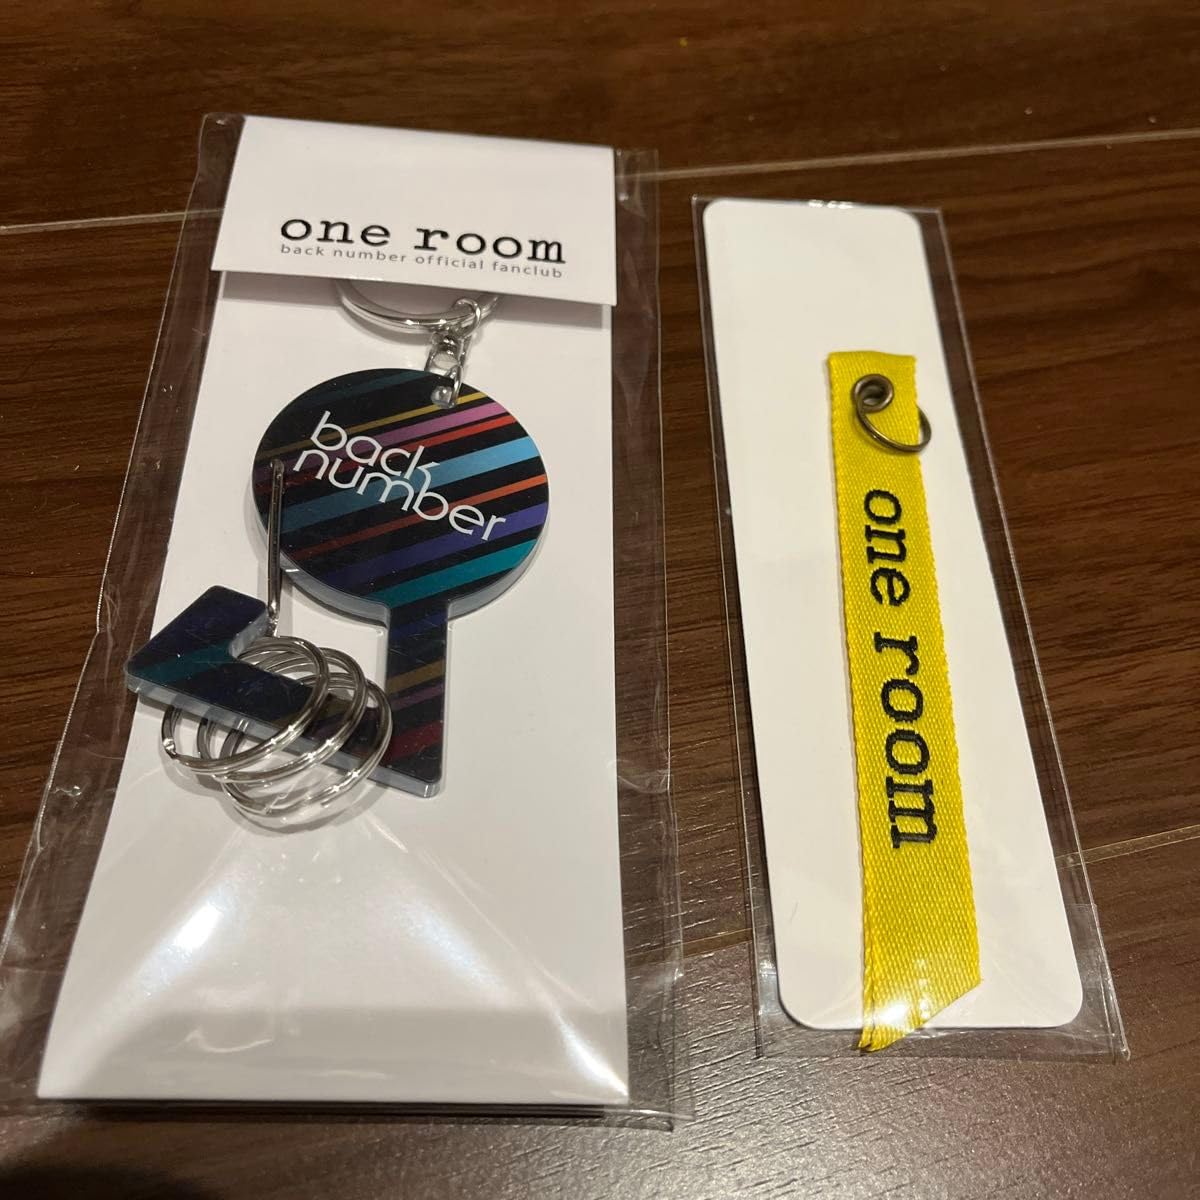 one room
back number official fanclub
back
number
one room